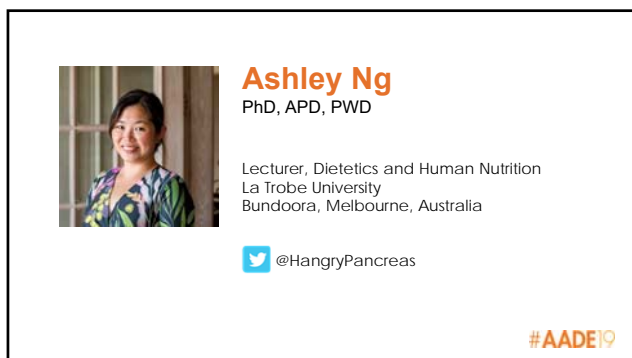 Ashley Ng
PhD, APD, PWD
Lecturer, Dietetics and Human Nutrition
La Trobe University
Bundoora, Melbourne, Australia
@HangryPancreas
#AADE19